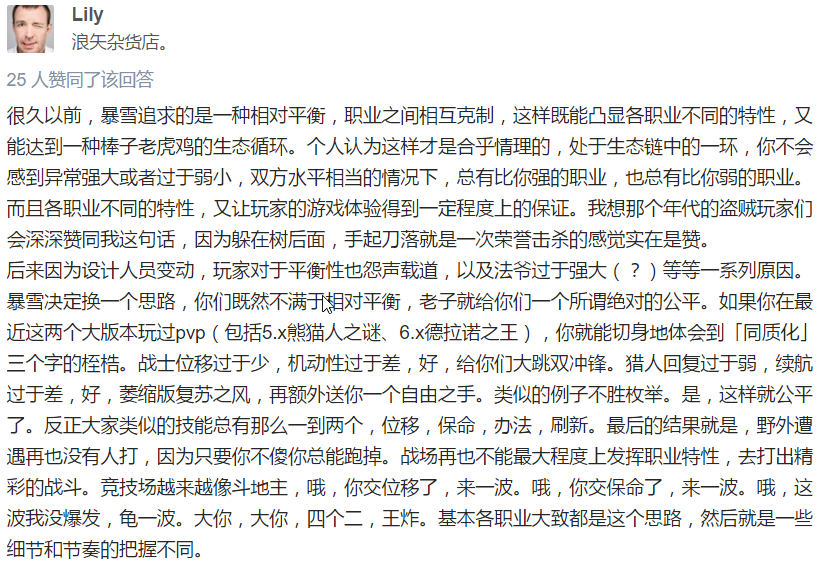 Lily
浪矢杂货店。
25 人赞同了该回答
很久以前，暴雪追求的是一种相对平衡，职业之间相互克制，这样既能凸显各职业不同的特性，又
能达到一种棒子老虎鸡的生态循环。个人认为这样才是合乎情理的，处于生态链中的一环，你不会
感到异常强大或者过于弱小，双方水平相当的情况下，总有比你强的职业，也总有比你弱的职业。
而且各职业不同的特性，又让玩家的游戏体验得到一定程度上的保证。我想那个年代的盗贼玩家们
会深深赞同我这句话，因为躲在树后面，手起刀落就是一次荣誉击杀的感觉实在是赞。
后来因为设计人员变动，玩家对于平衡性也怨声载道，以及法爷过于强大（？）等等一系列原因。
暴雪决定换一个思路，你们既然不满于相对平衡，老子就给你们一个所谓绝对的公平。如果你在最
近这两个大版本玩过pvp（包括5.x熊猫人之谜、6.x德拉诺之王），你就能切身地体会到「同质化」
三个字的桎梏。战士位移过于少，机动性过于差，好，给你们大跳双冲锋。猎人回复过于弱，续航
过于差，好，萎缩版复苏之风，再额外送你一个自由之手。类似的例子不胜枚举。是，这样就公平
了。反正大家类似的技能总有那么一到两个，位移，保命，办法，刷新。最后的结果就是，野外遭
遇再也没有人打，因为只要你不傻你总能跑掉。战场再也不能最大程度上发挥职业特性，去打出精
彩的战斗。竞技场越来越像斗地主，哦，你交位移了，来一波。哦，你交保命了，来一波。哦，这
波我没爆发，龟一波。大你，大你，四个二，王炸。基本各职业大致都是这个思路，然后就是一些
细节和节奏的把握不同。